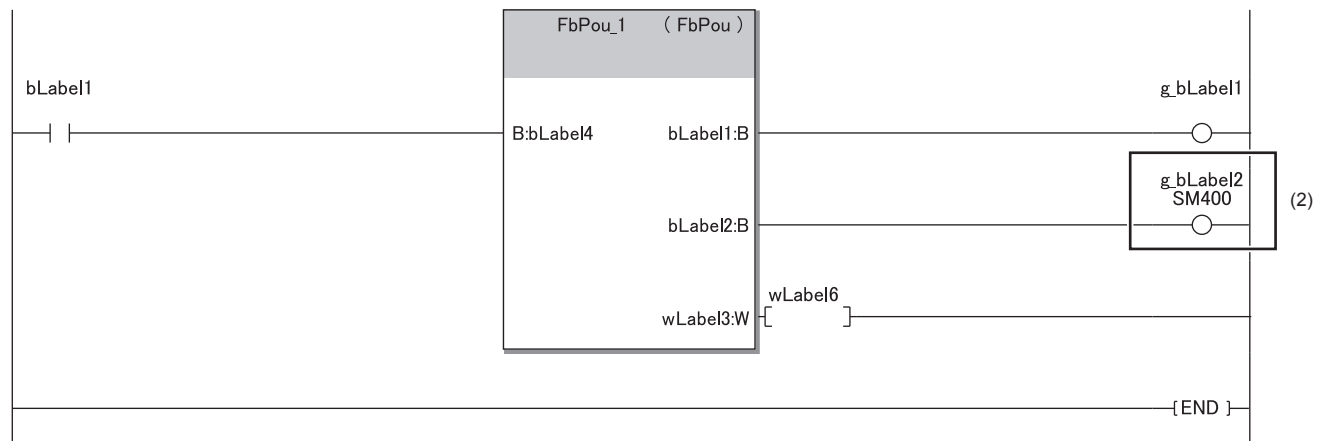 FbPou_1 ( FbPou )
bLabel1
g_bLabel1
B:bLabel4
bLabel1:B
g_bLabel2
SM400
(2)
bLabel2:B
wLabel6
wLabel3:W
END